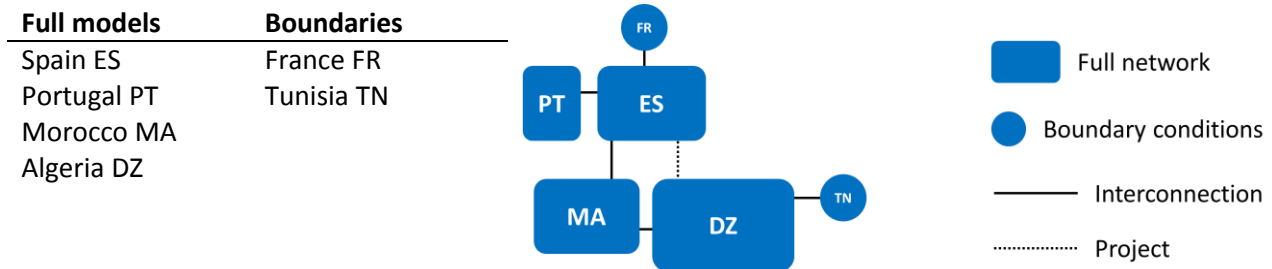 Full models Boundaries
Spain ES France FR
Portugal PT Tunisia TN
Morocco MA
Algeria DZ
FR
PT ES
MA DZ TN
Full network
Boundary conditions
Interconnection
Project